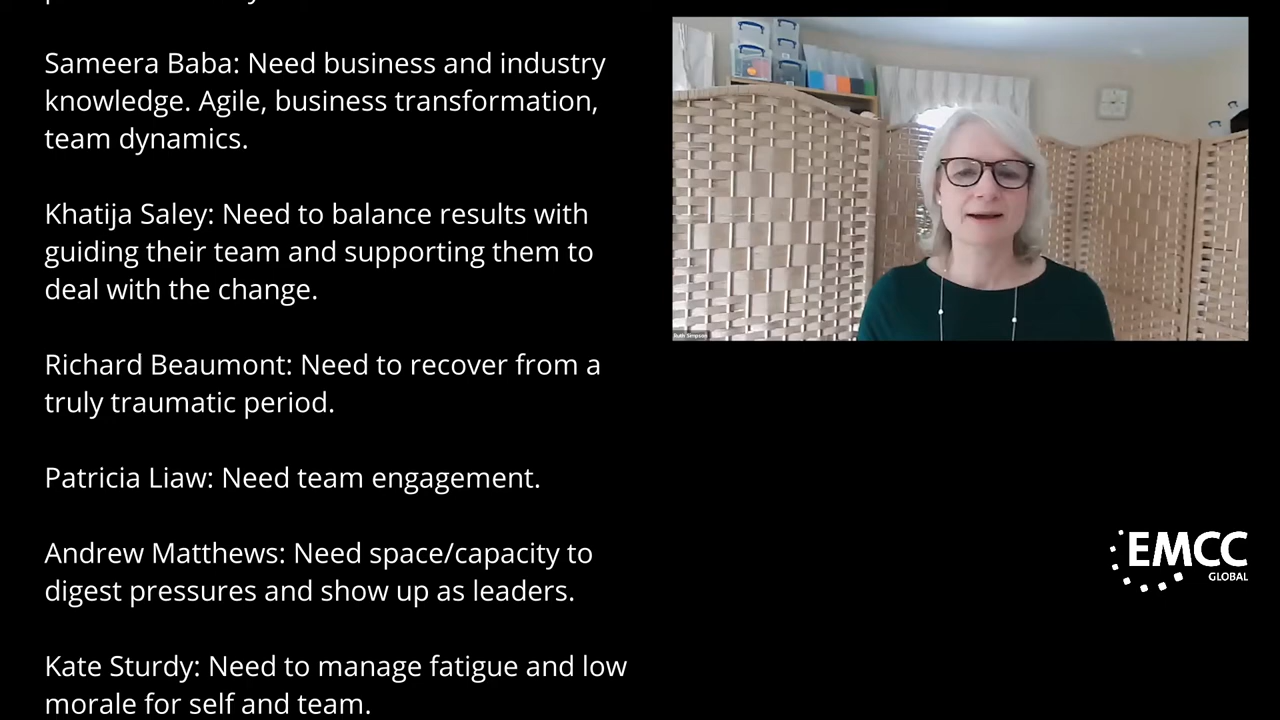 Sameera Baba: Need business and industry
knowledge. Agile, business transformation,
team dynamics.
Khatija Saley: Need to balance results with
guiding their team and supporting them to
deal with the change.
Richard Beaumont: Need to recover from a
truly traumatic period.
Patricia Liaw: Need team engagement.
Andrew Matthews: Need space/capacity to
digest pressures and show up as leaders.
Kate Sturdy: Need to manage fatigue and low
morale for self and team.
Ruth Simpson
EMCC
GLOBAL